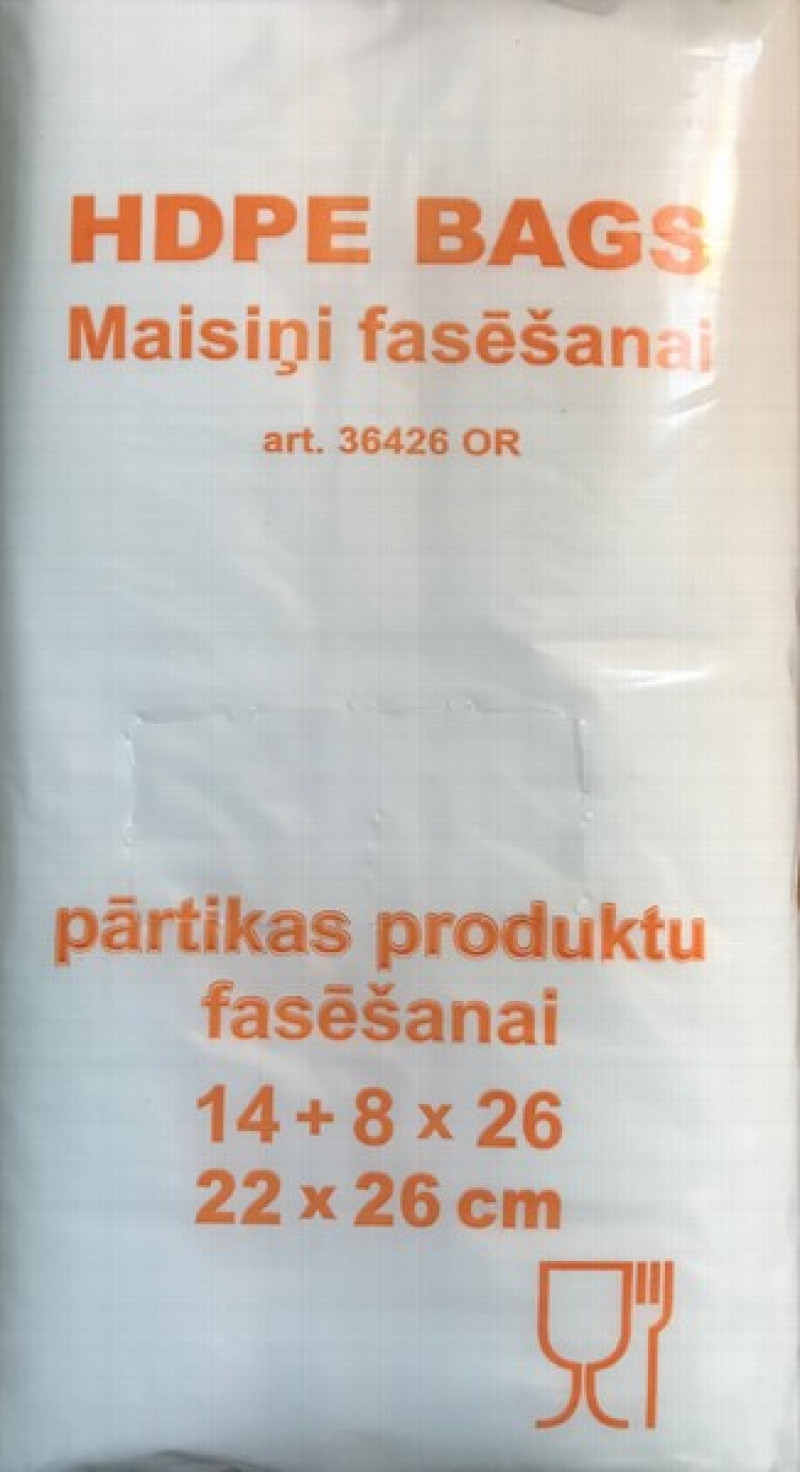 HDPE BAGS
Maisiņi fasēšanai
art. 36426 OR
pārtikas produktu
fasēšanai
14 + 8 x 26
22 x 26 cm